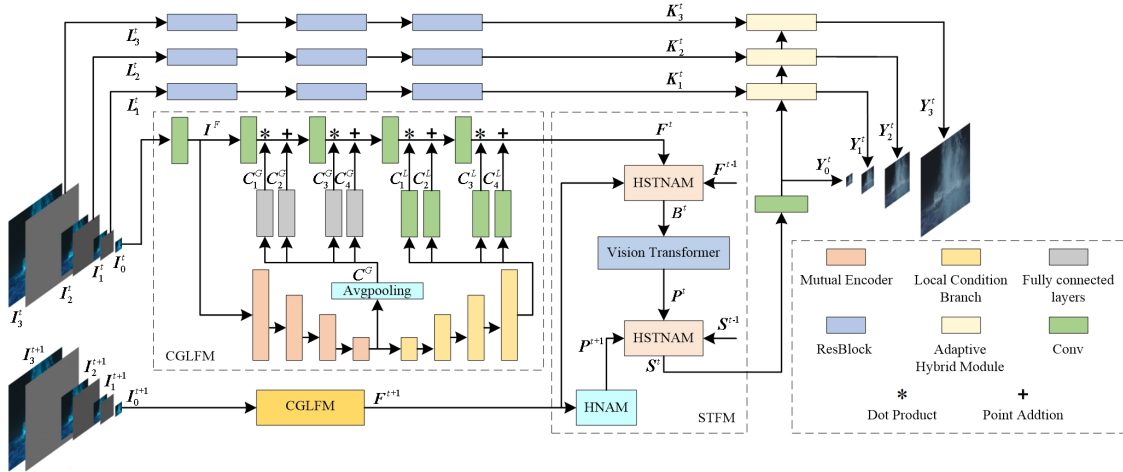 L_3^t
K_3^t
L_2^t
K_2^t
L_1^t
K_1^t
I^F
* + * + * + * +
C_1^G C_2^G C_3^G C_4^G C_1^L C_2^L C_3^L C_4^L
F^t
F^{t-1}
HSTNAM
B^t
Vision Transformer
P^t
HSTNAM
S^{t-1}
P^{t+1}
S^t
HNAM
STFM
C^G
Avgpooling
CGLFM
I_3^t
I_2^t
I_1^t
I_0^t
I_3^{t+1}
I_2^{t+1}
I_1^{t+1}
I_0^{t+1}
CGLFM
F^{t+1}
Y_0^t
Y_1^t
Y_2^t
Y_3^t
Mutual Encoder
Local Condition
Branch
Fully connected
layers
ResBlock
Adaptive
Hybrid Module
Conv
*
Dot Product
+
Point Addtion